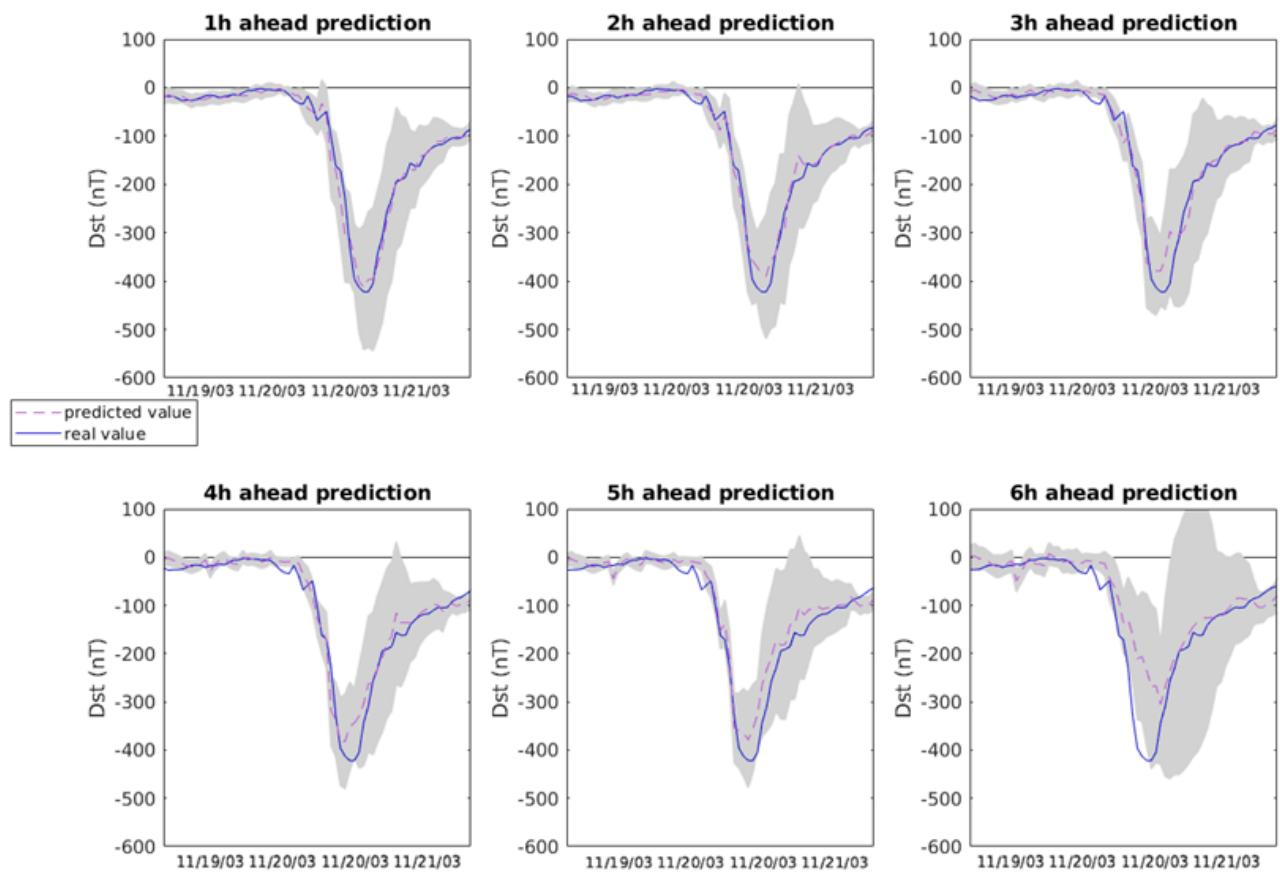 1h ahead prediction
2h ahead prediction
3h ahead prediction
100
0
-100
-200
-300
-400
-500
-600
Dst (nT)
11/19/03 11/20/03 11/20/03 11/21/03
100
0
-100
-200
-300
-400
-500
-600
Dst (nT)
11/19/03 11/20/03 11/20/03 11/21/03
100
0
-100
-200
-300
-400
-500
-600
Dst (nT)
11/19/03 11/20/03 11/20/03 11/21/03
predicted value
real value
4h ahead prediction
5h ahead prediction
6h ahead prediction
100
0
-100
-200
-300
-400
-500
-600
Dst (nT)
11/19/03 11/20/03 11/20/03 11/21/03
100
0
-100
-200
-300
-400
-500
-600
Dst (nT)
11/19/03 11/20/03 11/20/03 11/21/03
100
0
-100
-200
-300
-400
-500
-600
Dst (nT)
11/19/03 11/20/03 11/20/03 11/21/03